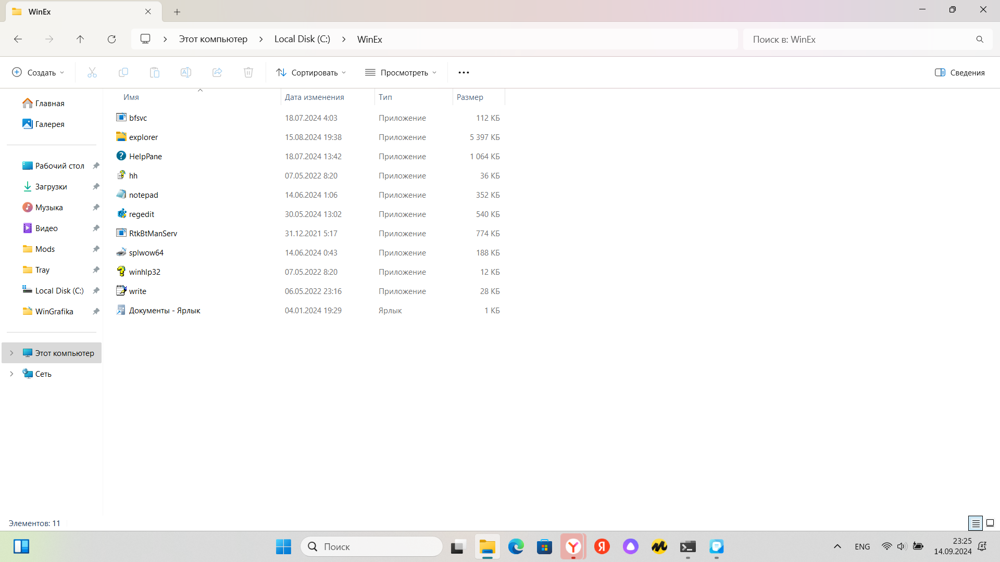 WinEx
Этот компьютер
Local Disk (C:)
WinEx
Поиск в: WinEx
Создать
Сортировать
Просмотреть
Сведения
Имя Дата изменения Тип Размер
bfsvc 18.07.2024 4:03 Приложение 112 КБ
explorer 15.08.2024 19:38 Приложение 5 397 КБ
HelpPane 18.07.2024 13:42 Приложение 1 064 КБ
hh 07.05.2022 8:20 Приложение 36 КБ
notepad 14.06.2024 1:06 Приложение 352 КБ
regedit 30.05.2024 13:02 Приложение 540 КБ
RtkBtManServ 31.12.2021 5:17 Приложение 774 КБ
splwow64 14.06.2024 0:43 Приложение 188 КБ
winhlp32 07.05.2022 8:20 Приложение 12 КБ
write 06.05.2022 23:16 Приложение 28 КБ
Документы - Ярлык 04.01.2024 19:29 Ярлык 1 КБ
Главная
Галерея
Рабочий стол
Загрузки
Музыка
Видео
Mods
Tray
Local Disk (C:)
WinGrafika
Этот компьютер
Сеть
Элементов: 11
Поиск
ENG
23:25
14.09.2024